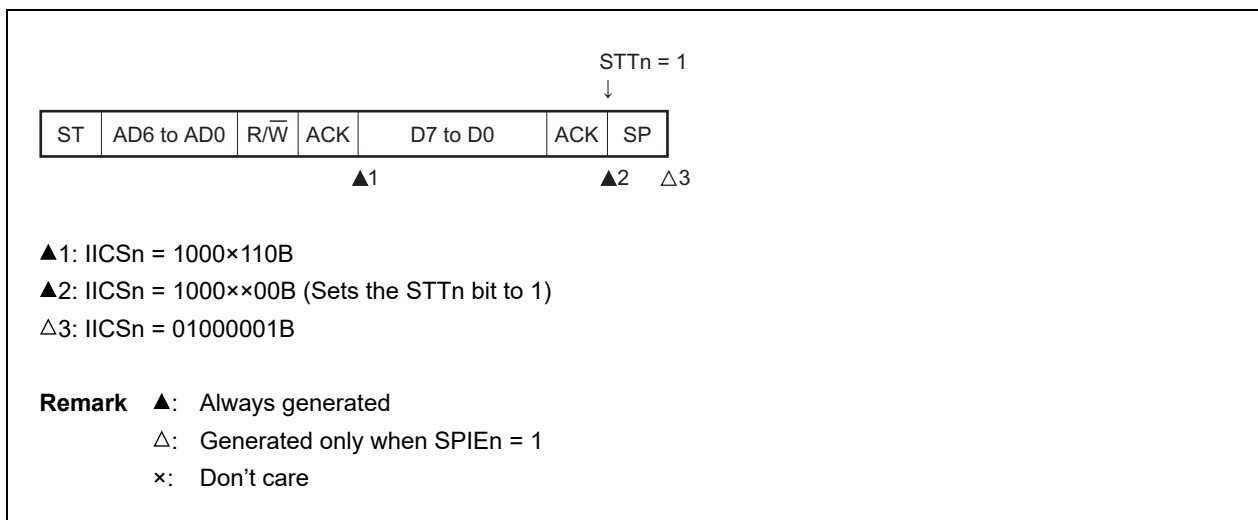 STTn = 1
↓
ST AD6 to AD0 R/W̅ ACK D7 to D0 ACK SP
▲1 ▲2 △3
▲1: IICSn = 1000×110B
▲2: IICSn = 1000××00B (Sets the STTn bit to 1)
△3: IICSn = 01000001B
Remark ▲: Always generated
△: Generated only when SPIEn = 1
×: Don’t care